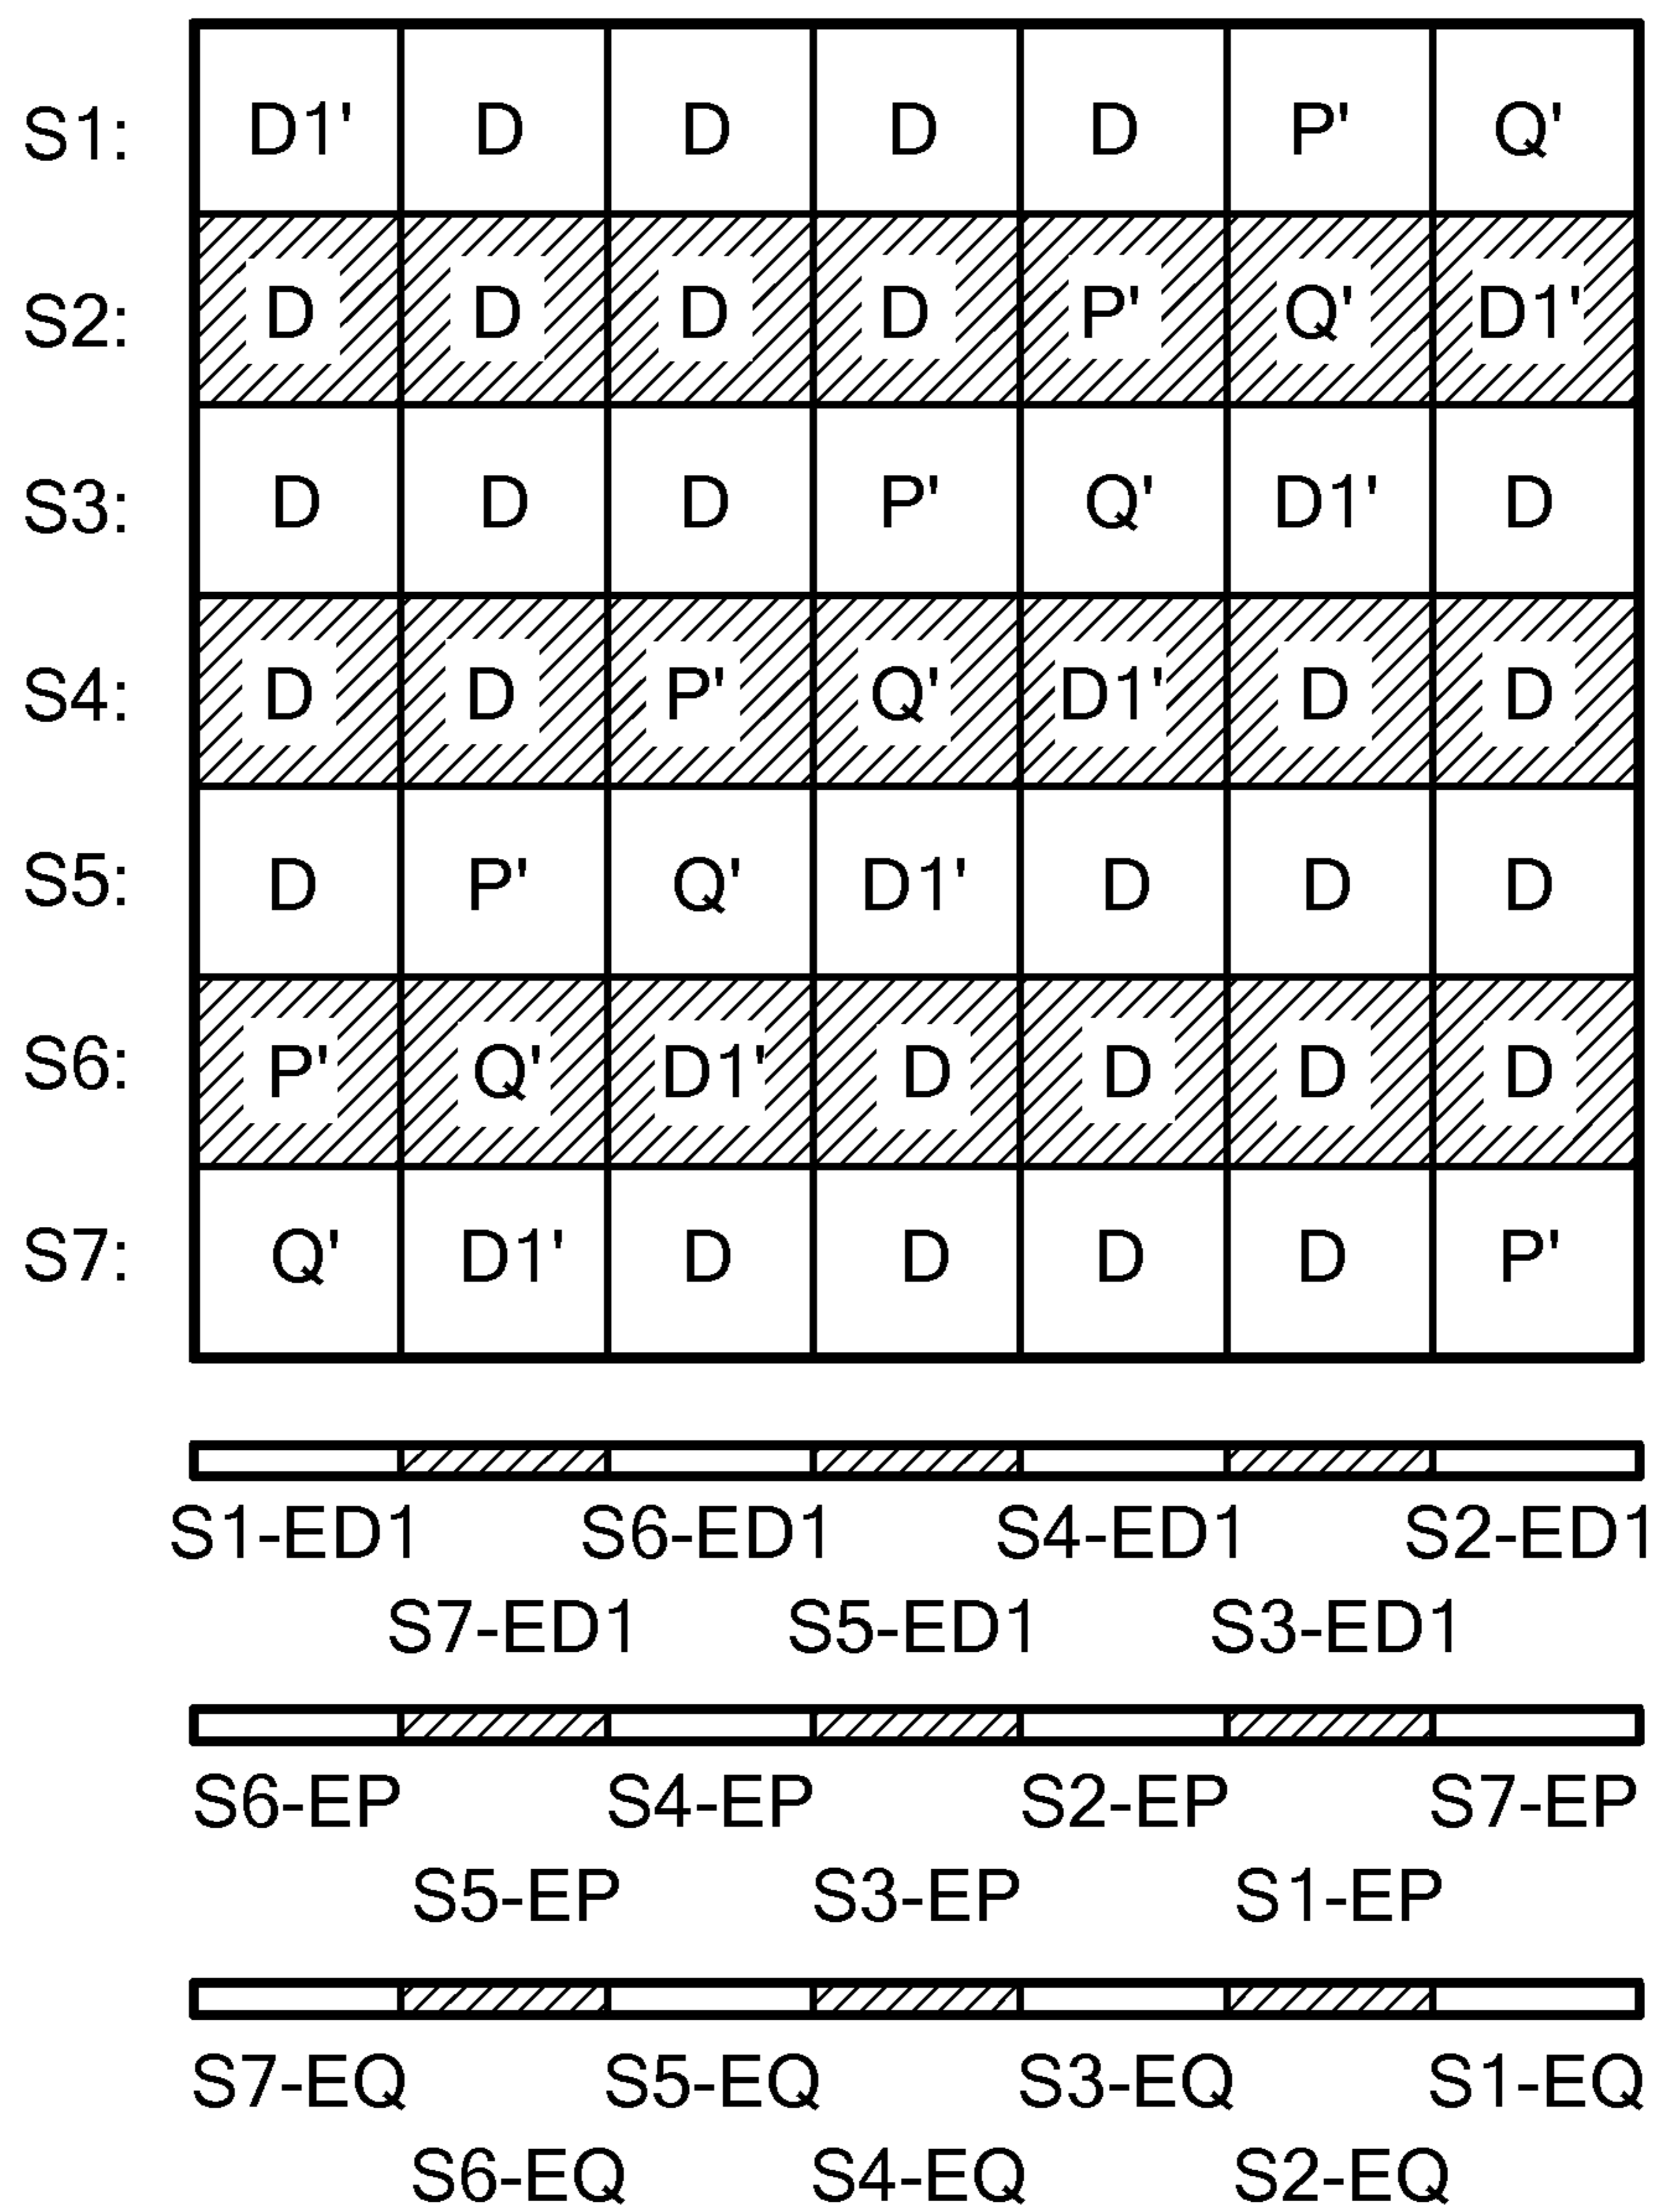 S1: D1' D D D D P' Q'
S2: D D D D P' Q' D1'
S3: D D D P' Q' D1' D
S4: D D P' Q' D1' D D
S5: D P' Q' D1' D D D
S6: P' Q' D1' D D D D
S7: Q' D1' D D D D P'
S1-ED1 S6-ED1 S4-ED1 S2-ED1
S7-ED1 S5-ED1 S3-ED1
S6-EP S4-EP S2-EP S7-EP
S5-EP S3-EP S1-EP
S7-EQ S5-EQ S3-EQ S1-EQ
S6-EQ S4-EQ S2-EQ